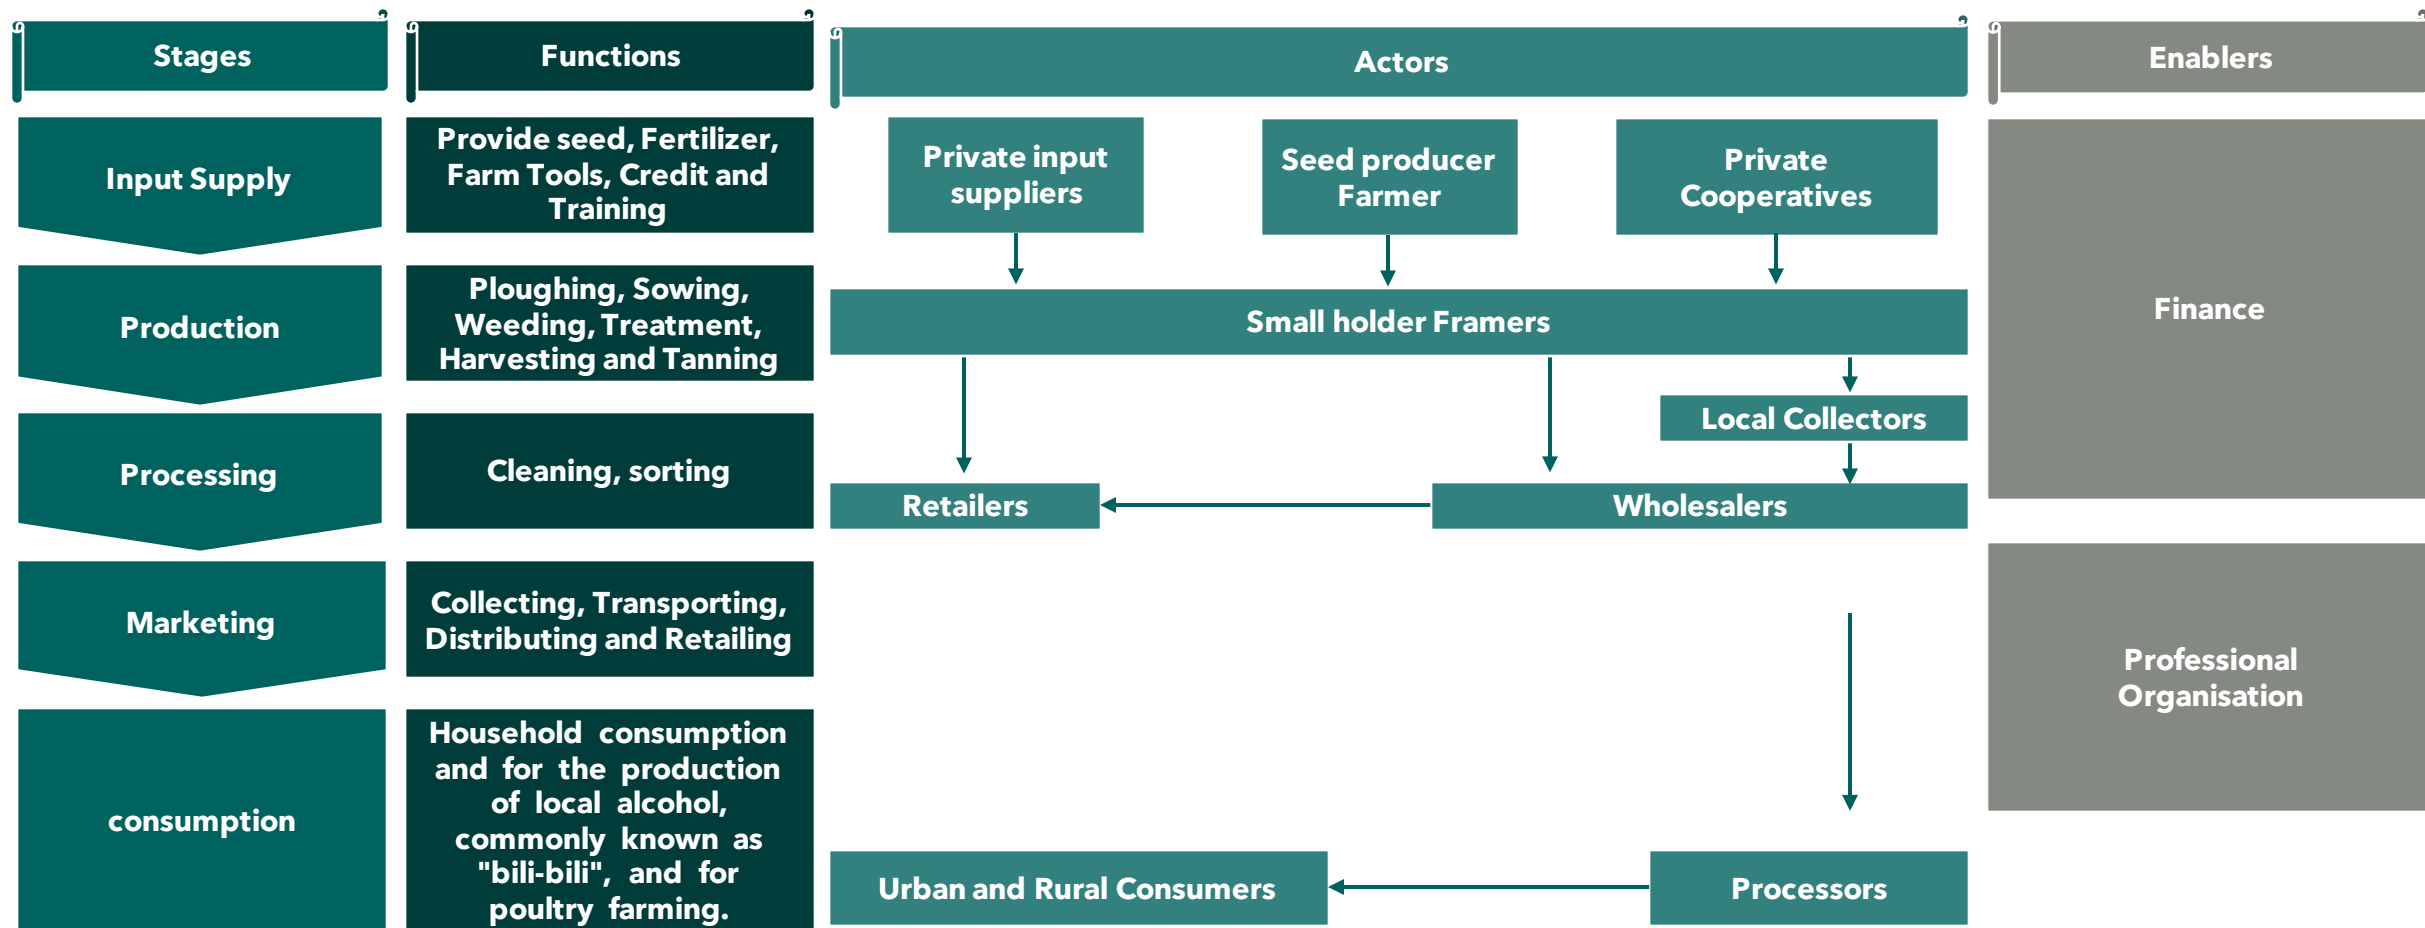 Stages
Functions
Actors
Enablers
Input Supply
Provide seed, Fertilizer,
Farm Tools, Credit and
Training
Private input
suppliers
Seed producer
Farmer
Private
Cooperatives
Finance
Production
Ploughing, Sowing,
Weeding, Treatment,
Harvesting and Tanning
Small holder Framers
Local Collectors
Processing
Cleaning, sorting
Retailers
Wholesalers
Marketing
Collecting, Transporting,
Distributing and Retailing
Professional
Organisation
consumption
Household consumption
and for the production
of local alcohol,
commonly known as
"bili-bili", and for
poultry farming.
Urban and Rural Consumers
Processors